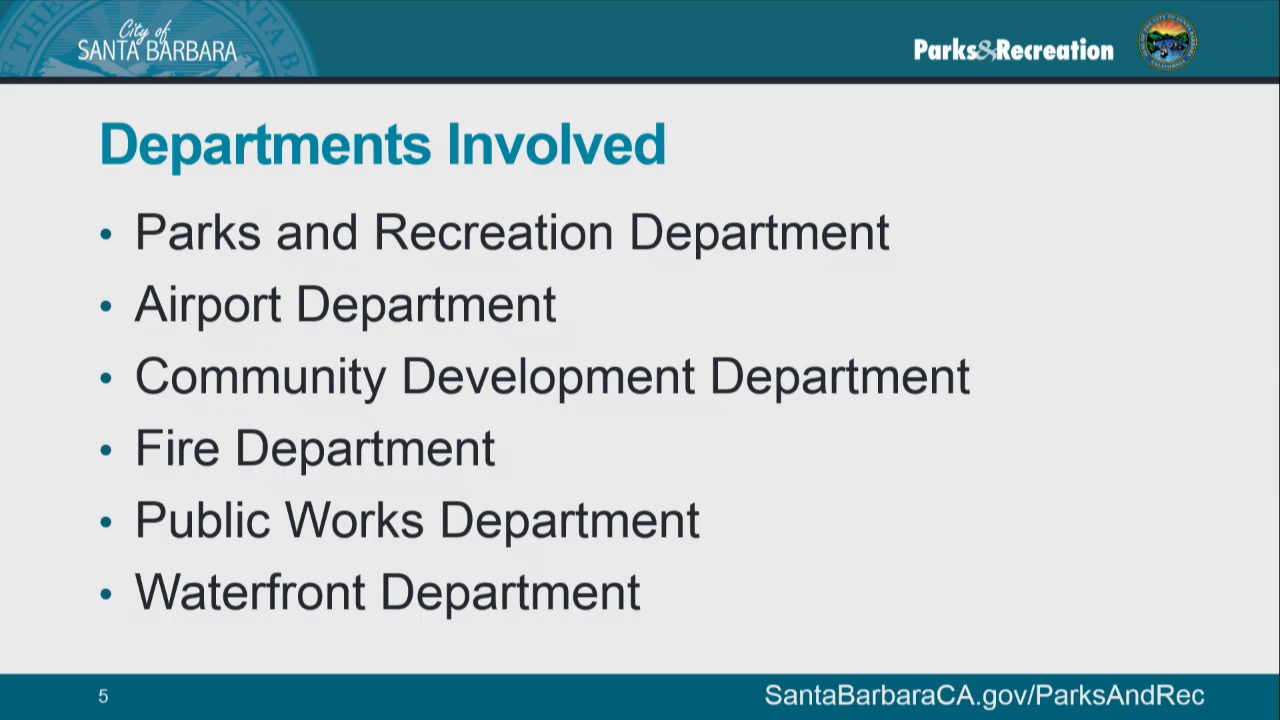 City of
SANTA BARBARA
Parks&Recreation
Departments Involved
• Parks and Recreation Department
• Airport Department
• Community Development Department
• Fire Department
• Public Works Department
• Waterfront Department
5
SantaBarbaraCA.gov/ParksAndRec